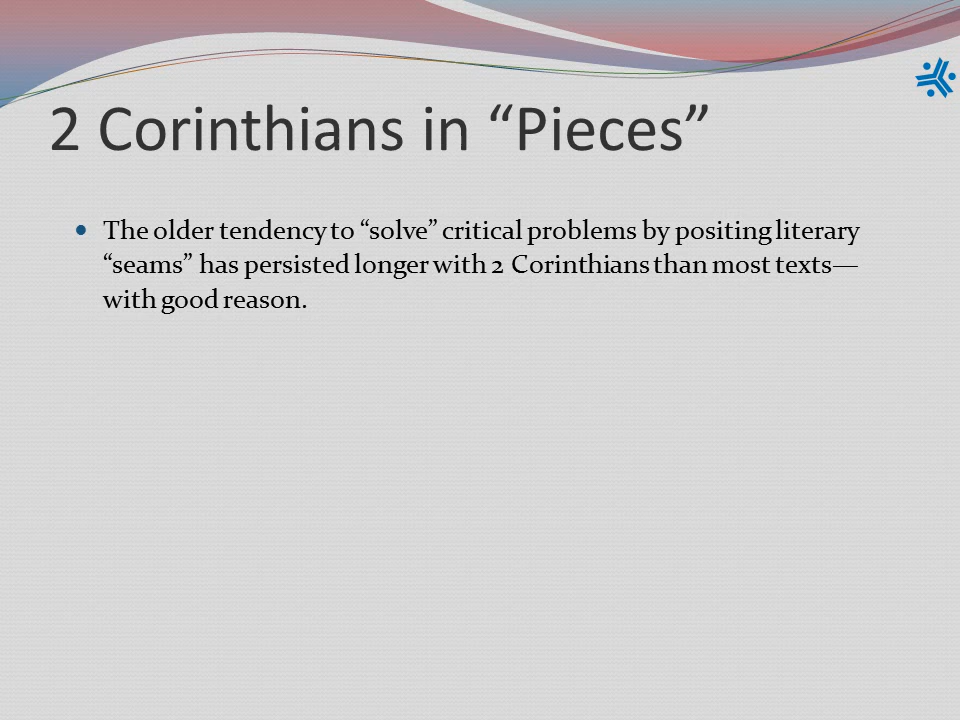 2 Corinthians in “Pieces”
The older tendency to “solve” critical problems by positing literary
“seams” has persisted longer with 2 Corinthians than most texts—
with good reason.